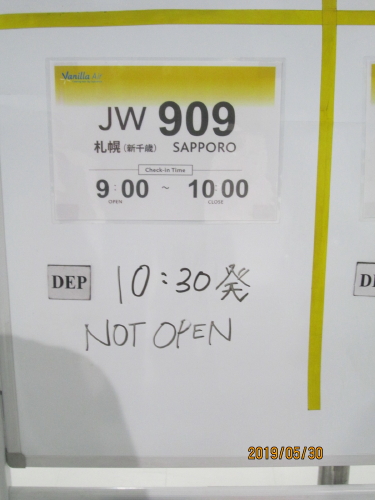 Vanilla Air
JW 909
札幌(新千歳) SAPPORO
Check-in Time
9:00 ~ 10:00
OPEN CLOSE
DEP 10:30発
NOT OPEN
2019/05/30